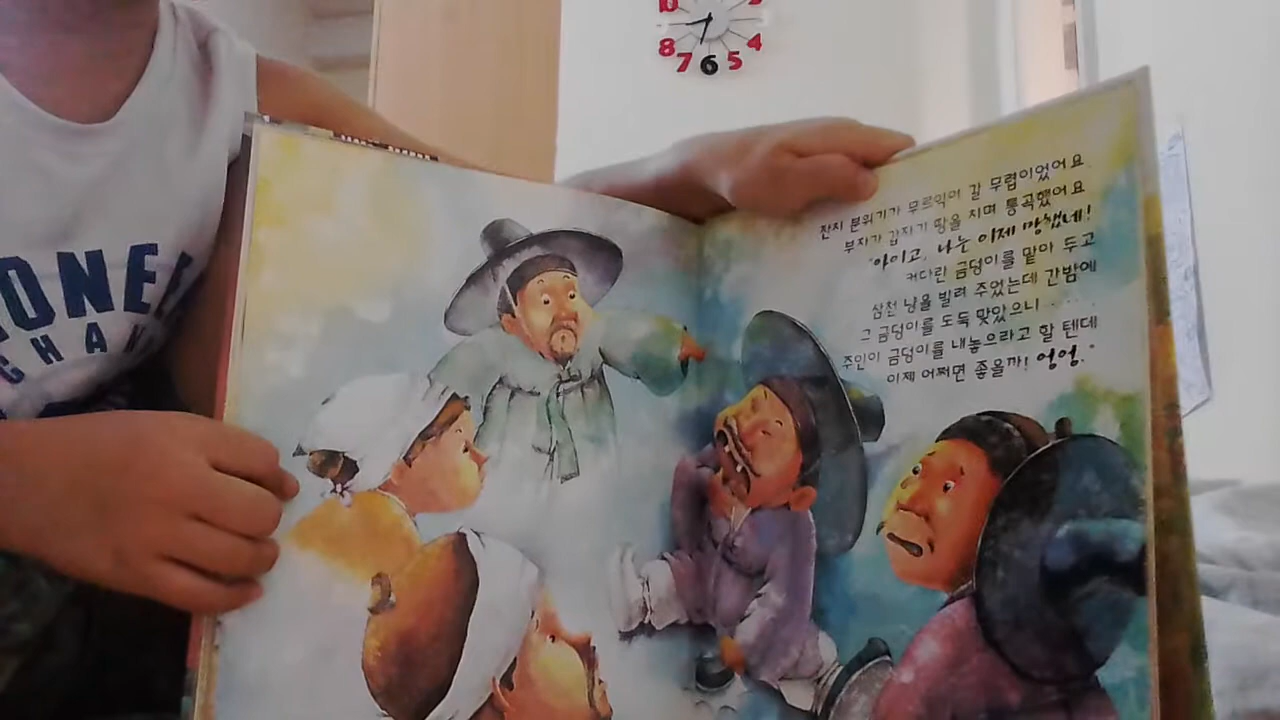 10
8
7
6
5
4
ONE
CHA
잔치 분위기가 무르익어 갈 무렵이었어요
부자가 갑자기 땅을 치며 통곡했어요
"아이고, 나는 이제 망했네!
커다란 금덩이를 맡아 두고
삼천 냥을 빌려 주었는데 간밤에
그 금덩이를 도둑 맞았으니 ·····
주인이 금덩이를 내놓으라고 할 텐데
이제 어쩌면 좋을까! 엉엉."